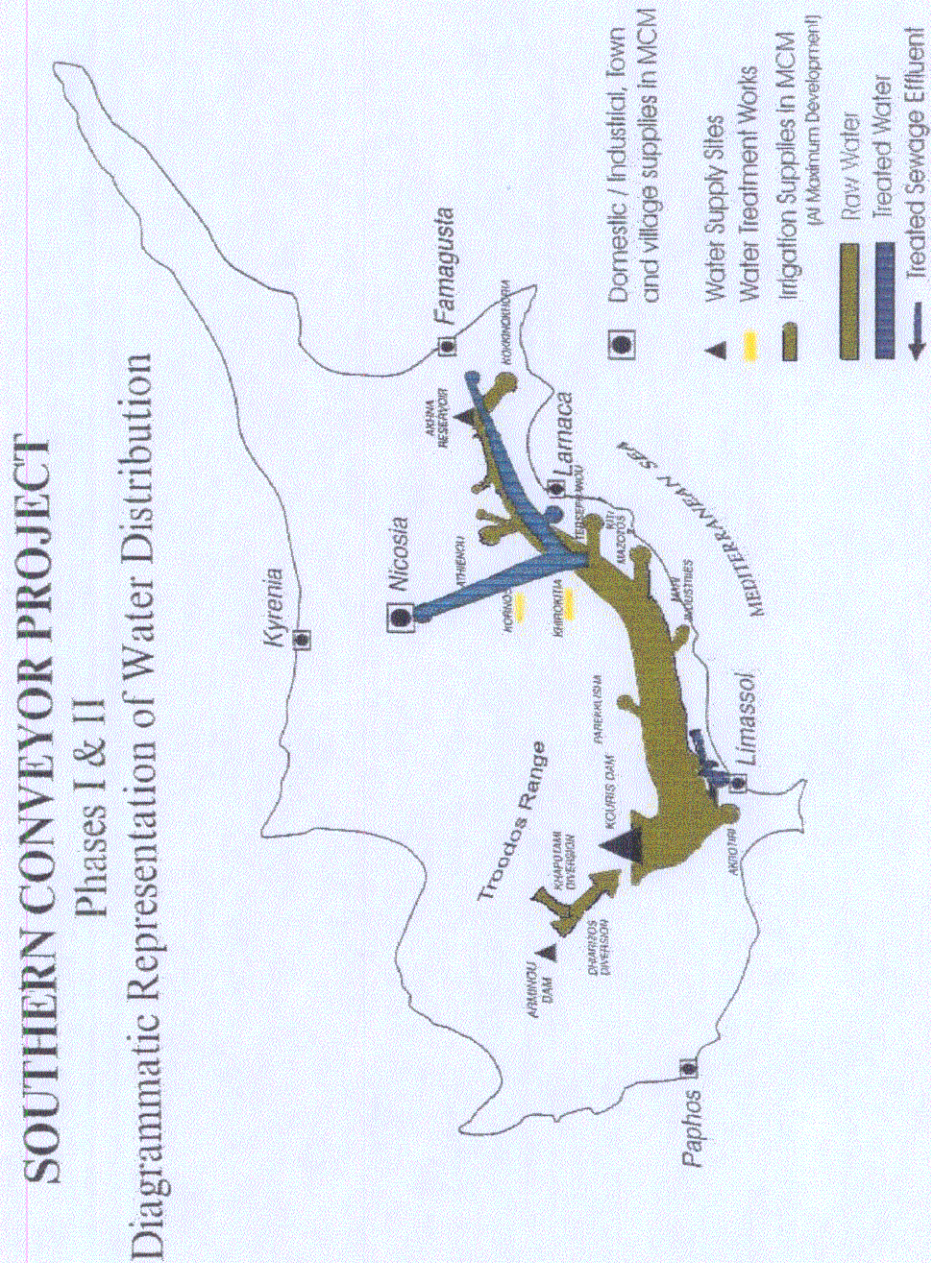 SOUTHERN CONVEYOR PROJECT
Phases I & II
Diagrammatic Representation of Water Distribution
Kyrenia
Nicosia
Famagusta
AKHNA
RESERVOIR
KOKKINOKHORIA
ATHIENOU
Larnaca
KORNOS
KHIROKITIA
TERSEPHANOU
KITI
MAZOTOS
INDUSTRIES
MEDITERRANEAN SEA
PAREKKLISHA
Troodos Range
KOURIS DAM
KHAPOTAMI
DIVERSION
DHIARIZOS
DIVERSION
ARMINOU
DAM
AKROTIRI
Limassol
Paphos
Domestic / Industrial, Town
and village supplies in MCM
Water Supply Sites
Water Treatment Works
Irrigation Supplies in MCM
(At Maximum Development)
Raw Water
Treated Water
Treated Sewage Effluent